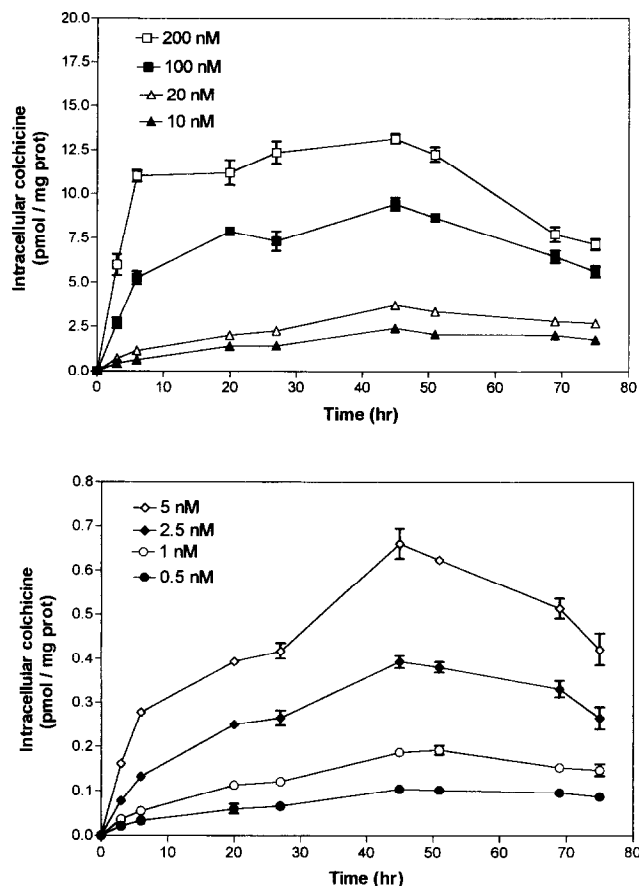 20.0
17.5
15.0
12.5
10.0
7.5
5.0
2.5
0.0
Intracellular colchicine
(pmol / mg prot)
200 nM
100 nM
20 nM
10 nM
0 10 20 30 40 50 60 70 80
Time (hr)
0.8
0.7
0.6
0.5
0.4
0.3
0.2
0.1
0.0
Intracellular colchicine
(pmol / mg prot)
5 nM
2.5 nM
1 nM
0.5 nM
0 10 20 30 40 50 60 70 80
Time (hr)